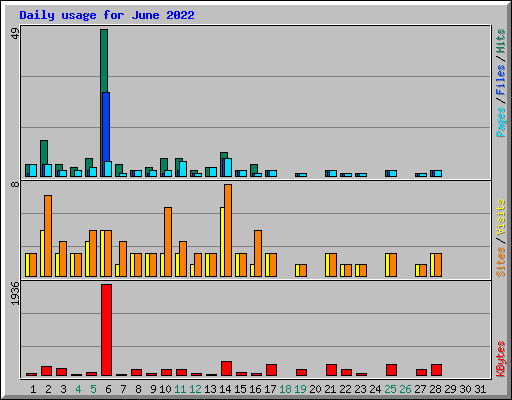 Daily usage for June 2022
49
Pages/Files/Hits
8
Sites/Visits
1936
KBytes
1 2 3 4 5 6 7 8 9 10 11 12 13 14 15 16 17 18 19 20 21 22 23 24 25 26 27 28 29 30 31